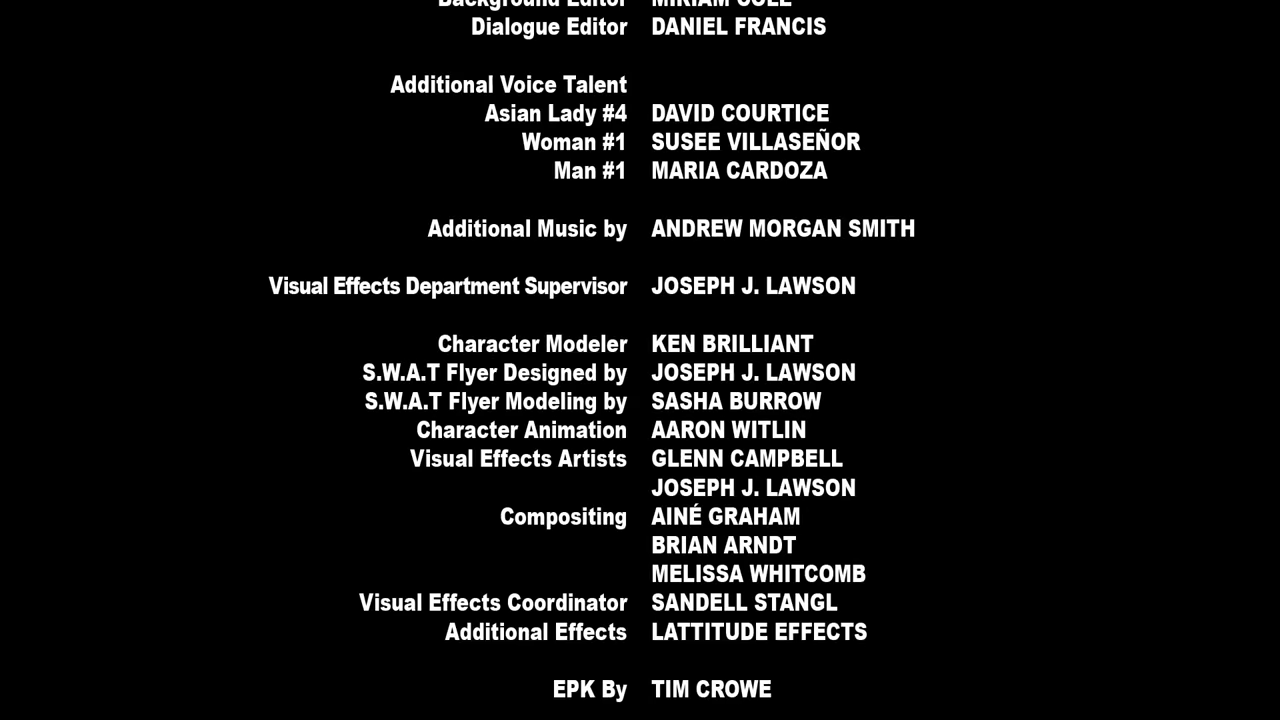 Background Editor MIRIAM COLE
Dialogue Editor DANIEL FRANCIS
Additional Voice Talent
Asian Lady #4 DAVID COURTICE
Woman #1 SUSEE VILLASEÑOR
Man #1 MARIA CARDOZA
Additional Music by ANDREW MORGAN SMITH
Visual Effects Department Supervisor JOSEPH J. LAWSON
Character Modeler KEN BRILLIANT
S.W.A.T Flyer Designed by JOSEPH J. LAWSON
S.W.A.T Flyer Modeling by SASHA BURROW
Character Animation AARON WITLIN
Visual Effects Artists GLENN CAMPBELL
JOSEPH J. LAWSON
Compositing AINÉ GRAHAM
BRIAN ARNDT
MELISSA WHITCOMB
Visual Effects Coordinator SANDELL STANGL
Additional Effects LATTITUDE EFFECTS
EPK By TIM CROWE